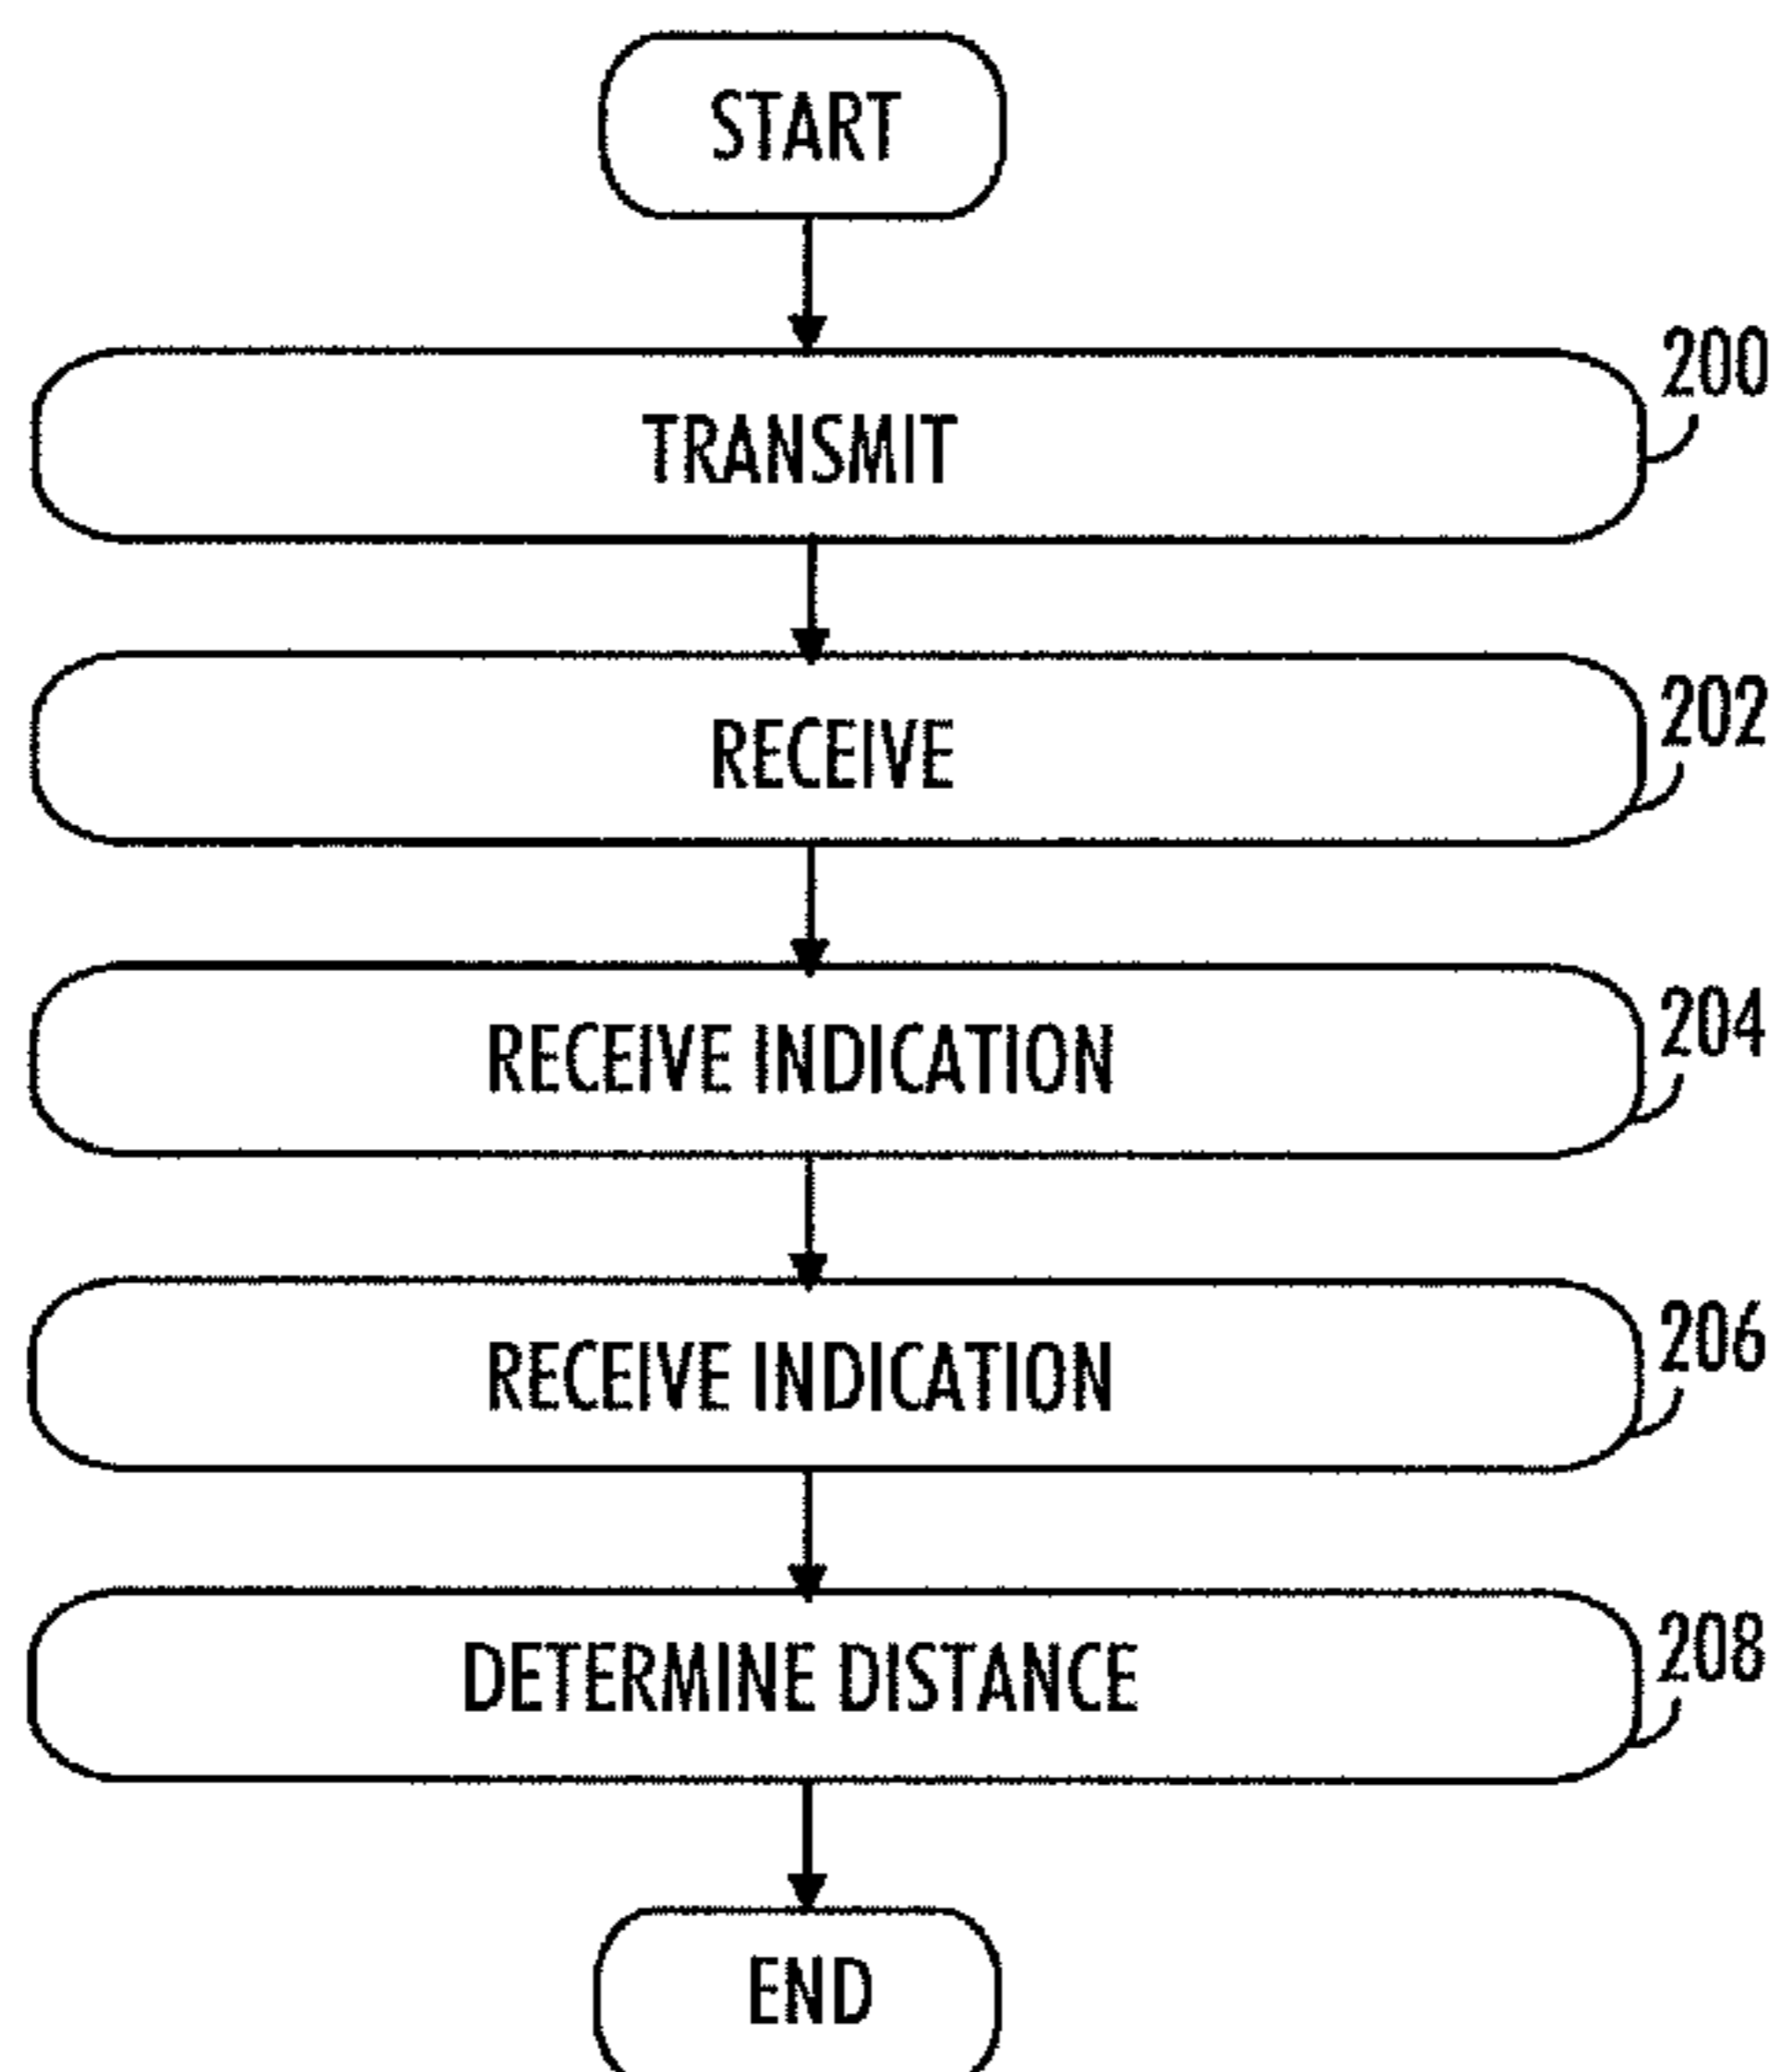 START
200
TRANSMIT
202
RECEIVE
204
RECEIVE INDICATION
206
RECEIVE INDICATION
208
DETERMINE DISTANCE
END